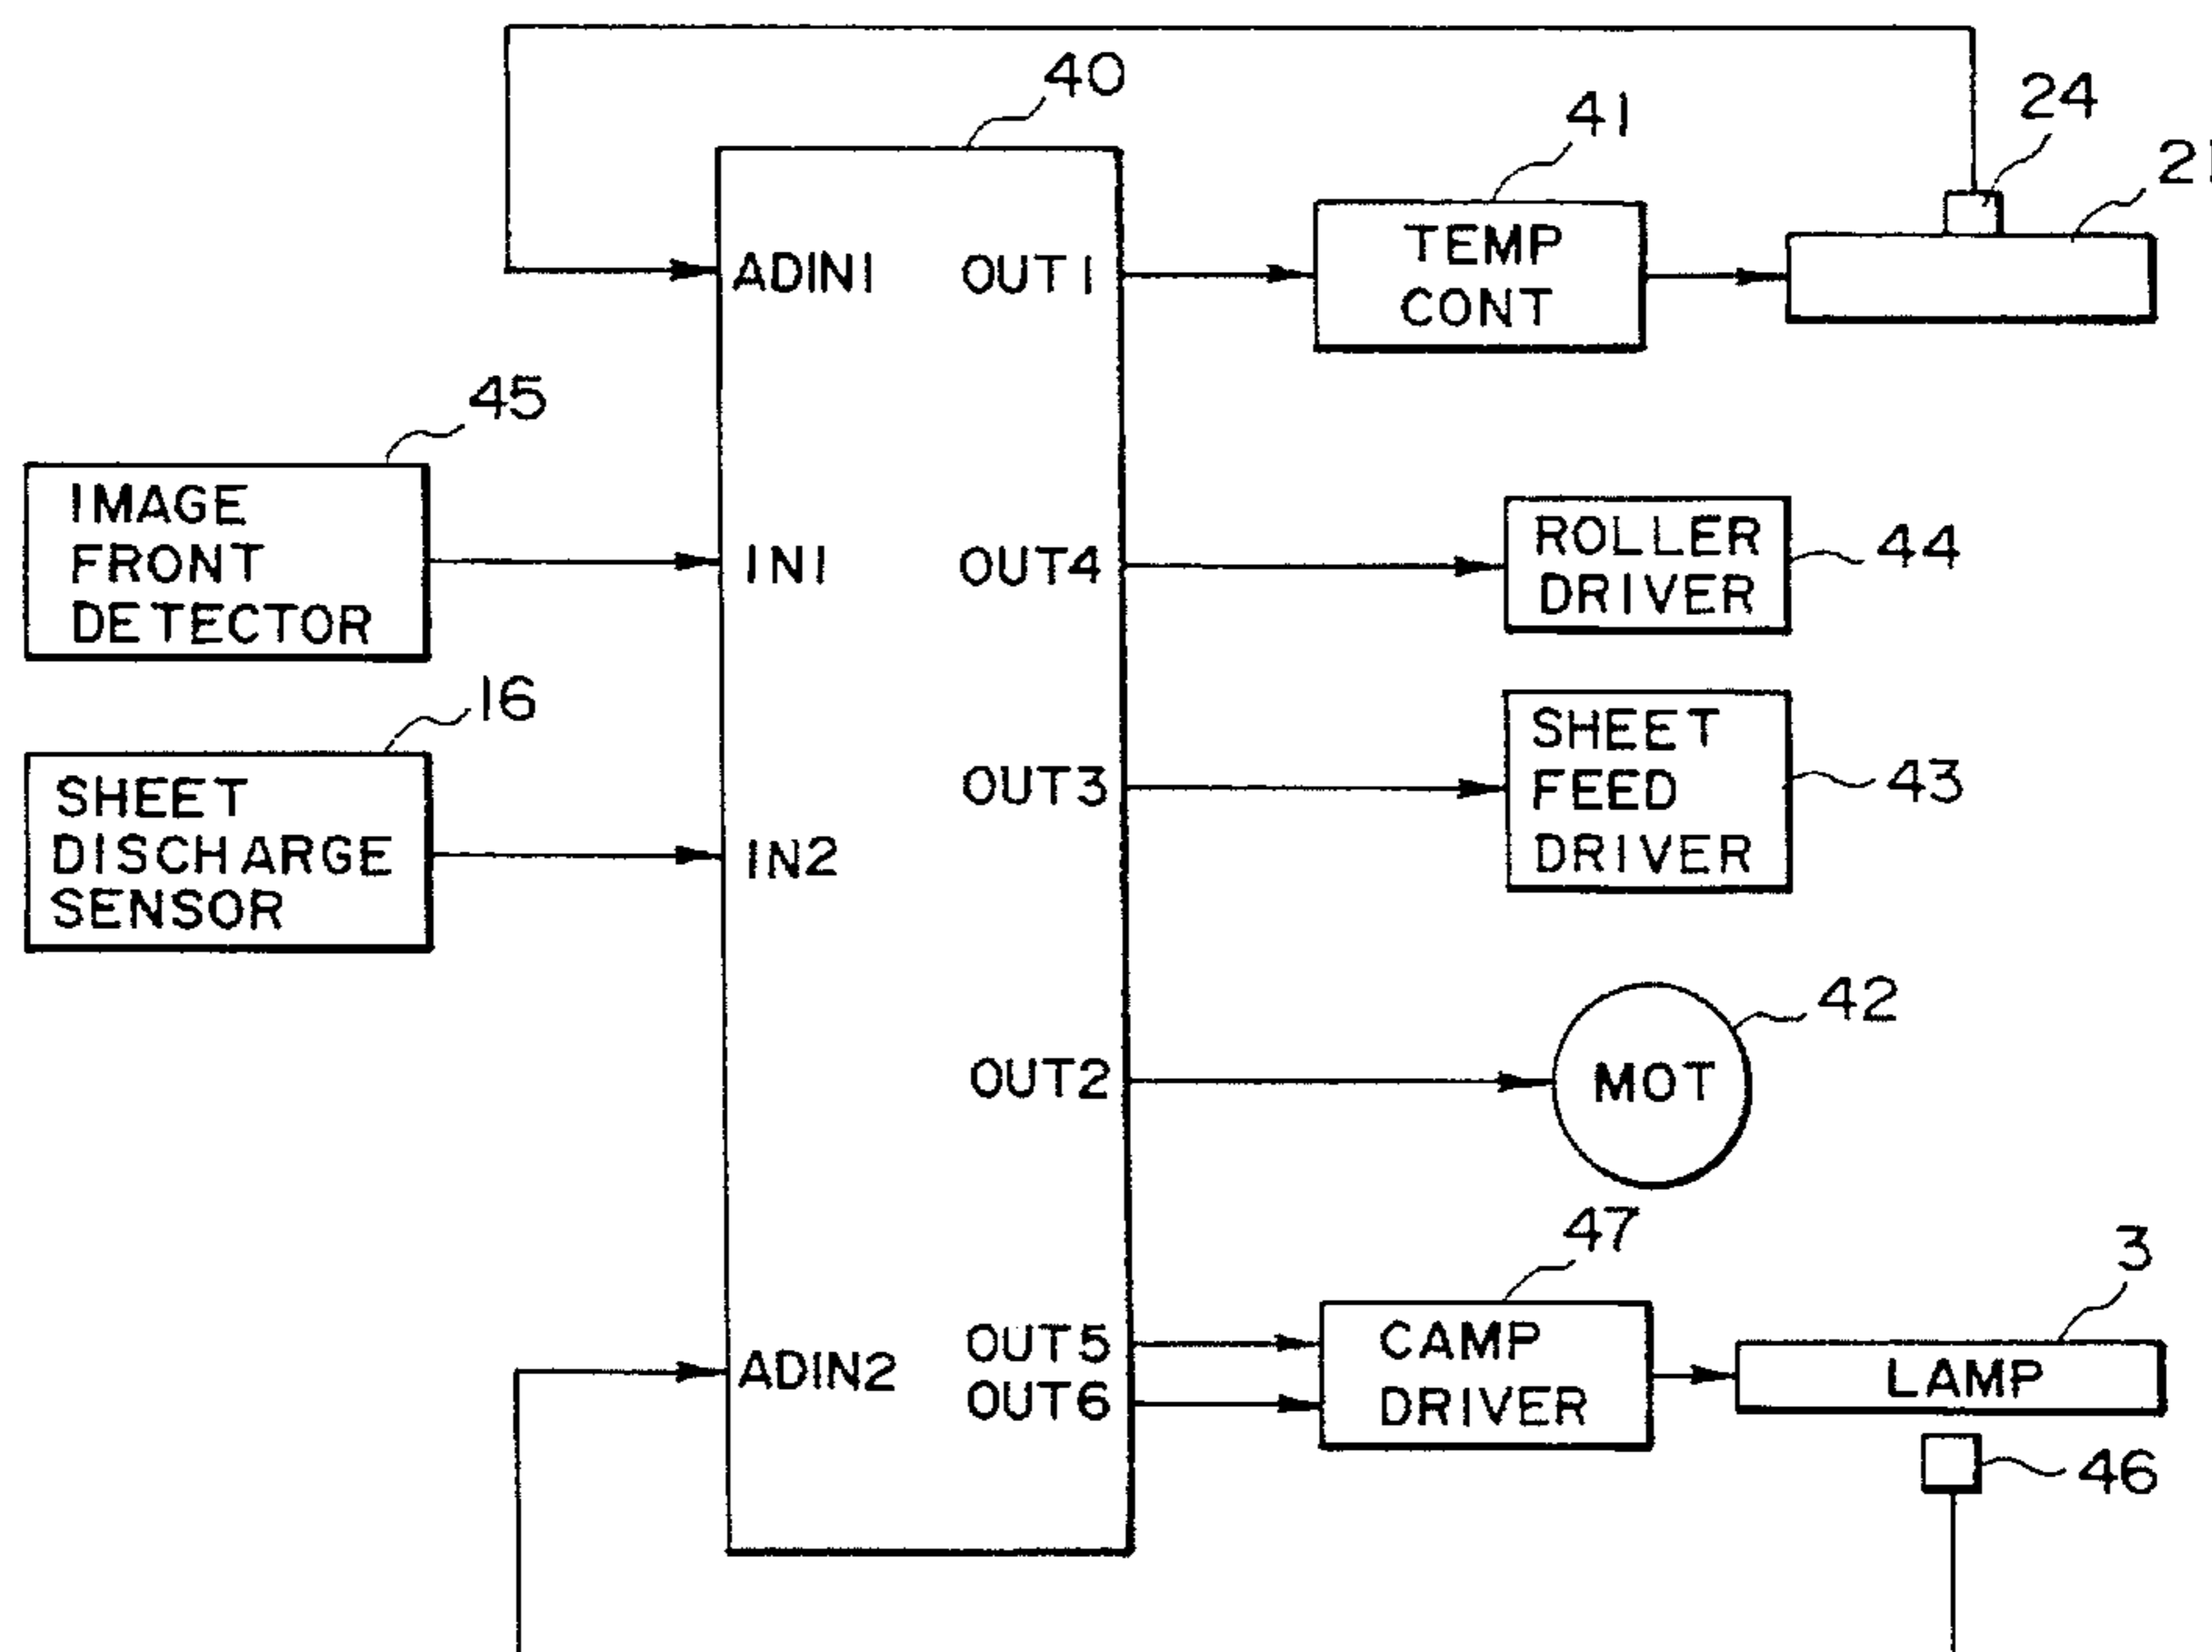 40
41
24
21
ADIN1
OUT1
TEMP
CONT
45
IMAGE
FRONT
DETECTOR
IN1
OUT4
ROLLER
DRIVER
44
16
SHEET
DISCHARGE
SENSOR
IN2
OUT3
SHEET
FEED
DRIVER
43
OUT2
MOT
42
47
3
ADIN2
OUT5
OUT6
CAMP
DRIVER
LAMP
46